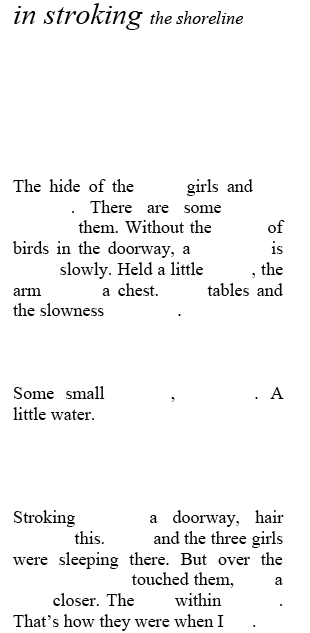 in stroking the shoreline
The hide of the girls and
. There are some
them. Without the of
birds in the doorway, a is
slowly. Held a little , the
arm a chest. tables and
the slowness .
Some small , . A
little water.
Stroking a doorway, hair
this. and the three girls
were sleeping there. But over the
touched them, a
closer. The within
That’s how they were when I .